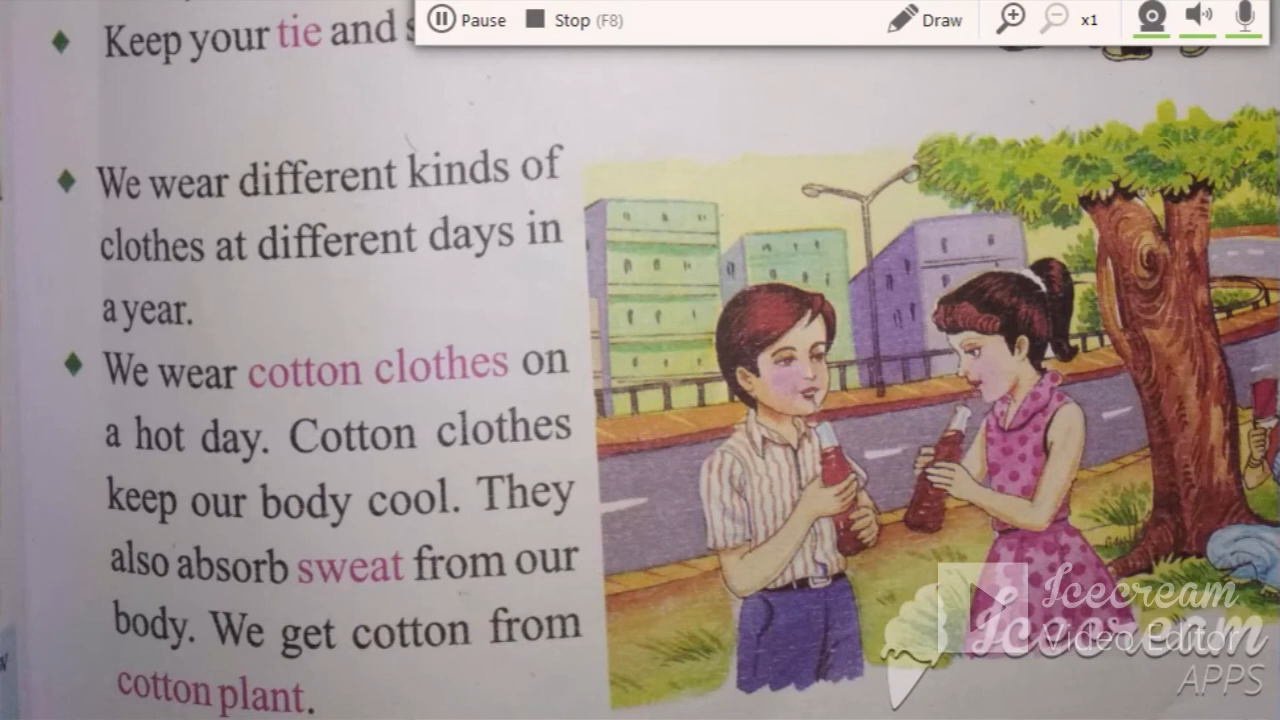 Pause Stop (F8) Draw x1
Keep your tie and
We wear different kinds of
clothes at different days in
a year.
We wear cotton clothes on
a hot day. Cotton clothes
keep our body cool. They
also absorb sweat from our
body. We get cotton from
cotton plant.
Icecream
Video Editor
Icecream
APPS